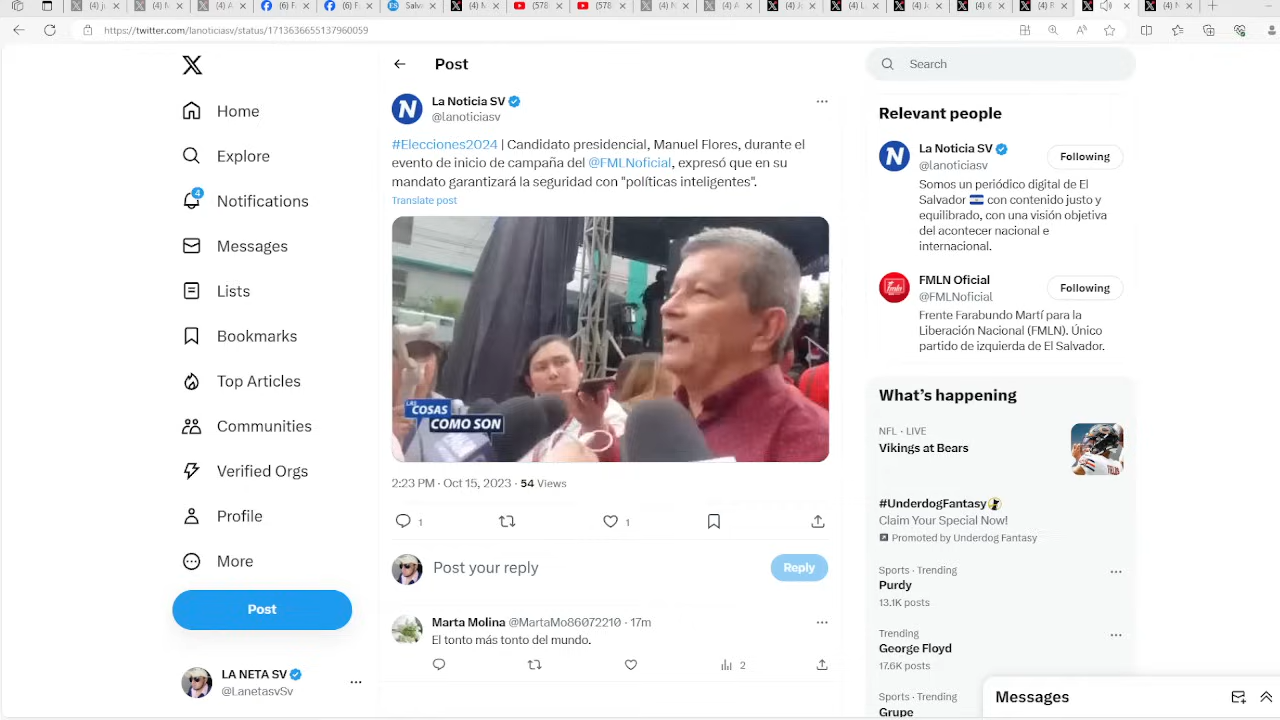 https://twitter.com/lanoticiasv/status/1713636655137960059
Home
Explore
4
Notifications
Messages
Lists
Bookmarks
Top Articles
Communities
Verified Orgs
Profile
More
Post
LA NETA SV
@LanetasvSv
Post
La Noticia SV
@lanoticiasv
#Elecciones2024 | Candidato presidencial, Manuel Flores, durante el
evento de inicio de campaña del @FMLNoficial, expresó que en su
mandato garantizará la seguridad con "políticas inteligentes".
Translate post
LAS
COSAS
COMO SON
2:23 PM · Oct 15, 2023 · 54 Views
1
1
Post your reply
Reply
Marta Molina @MartaMo86072210 · 17m
El tonto más tonto del mundo.
2
Search
Relevant people
La Noticia SV
@lanoticiasv
Following
Somos un periódico digital de El
Salvador con contenido justo y
equilibrado, con una visión objetiva
del acontecer nacional e
internacional.
FMLN Oficial
@FMLNoficial
Following
Frente Farabundo Martí para la
Liberación Nacional (FMLN). Único
partido de izquierda de El Salvador.
What's happening
NFL · LIVE
Vikings at Bears
#UnderdogFantasy
Claim Your Special Now!
Promoted by Underdog Fantasy
Sports · Trending
Purdy
13.1K posts
Trending
George Floyd
17.6K posts
Sports · Trending
Grupe
Messages